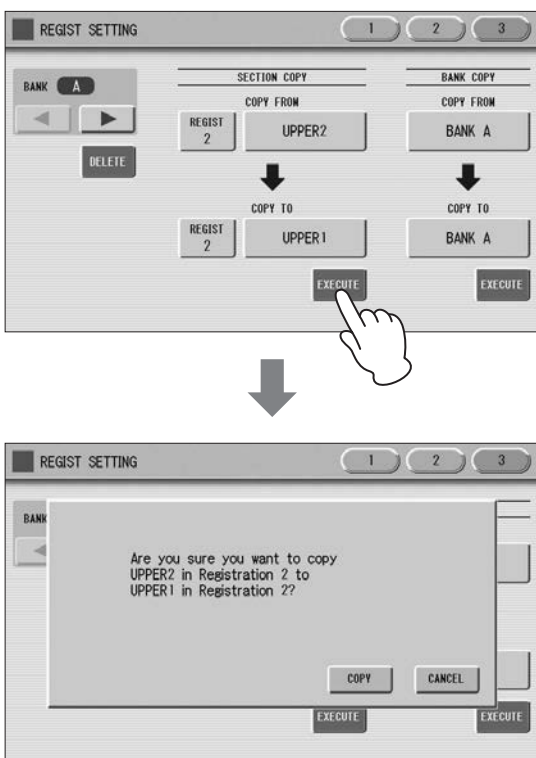 REGIST SETTING 1 2 3
BANK A
SECTION COPY BANK COPY
COPY FROM COPY FROM
REGIST 2 UPPER2 BANK A
DELETE
COPY TO COPY TO
REGIST 2 UPPER1 BANK A
EXECUTE EXECUTE
REGIST SETTING 1 2 3
BANK
Are you sure you want to copy
UPPER2 in Registration 2 to
UPPER1 in Registration 2?
COPY CANCEL
EXECUTE EXECUTE